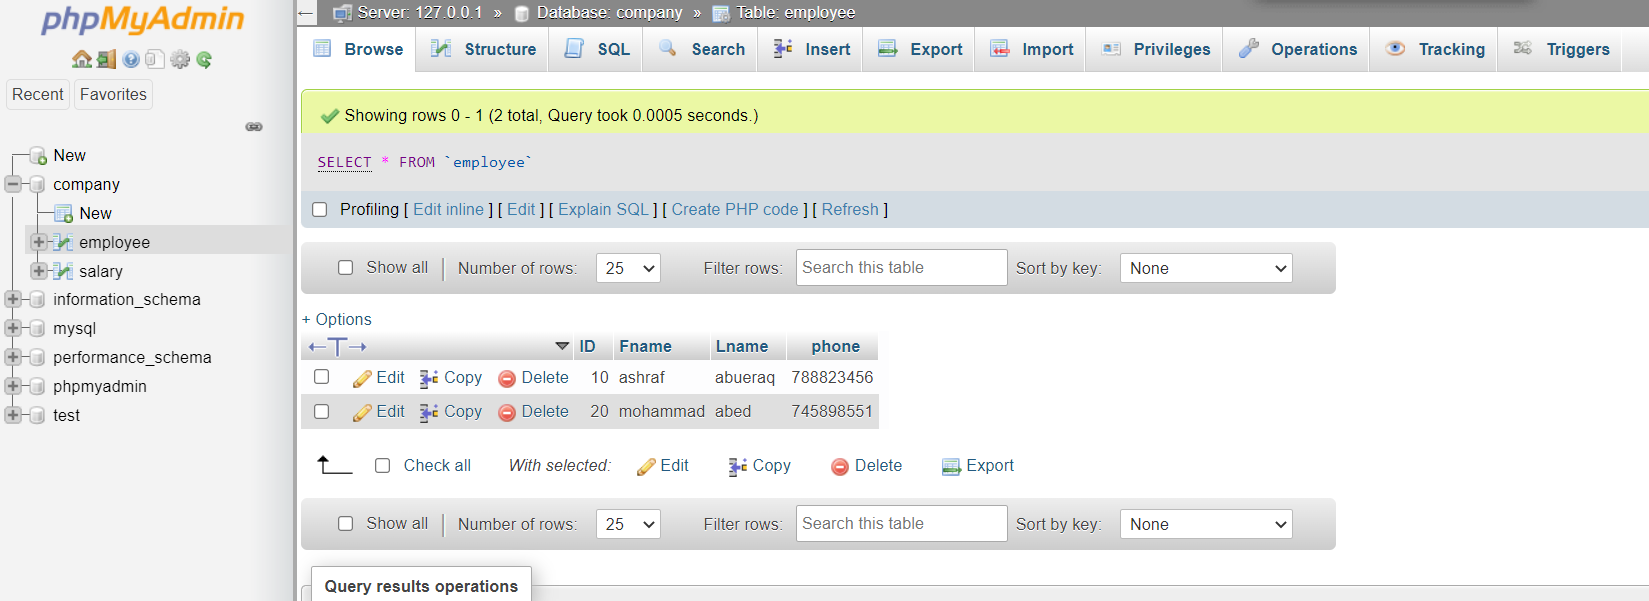 phpMyAdmin
Recent Favorites
New
company
New
employee
salary
information_schema
mysql
performance_schema
phpmyadmin
test
Server: 127.0.0.1 » Database: company » Table: employee
Browse Structure SQL Search Insert Export Import Privileges Operations Tracking Triggers
Showing rows 0 - 1 (2 total, Query took 0.0005 seconds.)
SELECT * FROM `employee`
Profiling [ Edit inline ] [ Edit ] [ Explain SQL ] [ Create PHP code ] [ Refresh ]
Show all Number of rows: 25 Filter rows: Search this table Sort by key: None
+ Options
←T→ ID Fname Lname phone
Edit Copy Delete 10 ashraf abueraq 788823456
Edit Copy Delete 20 mohammad abed 745898551
Check all With selected: Edit Copy Delete Export
Show all Number of rows: 25 Filter rows: Search this table Sort by key: None
Query results operations